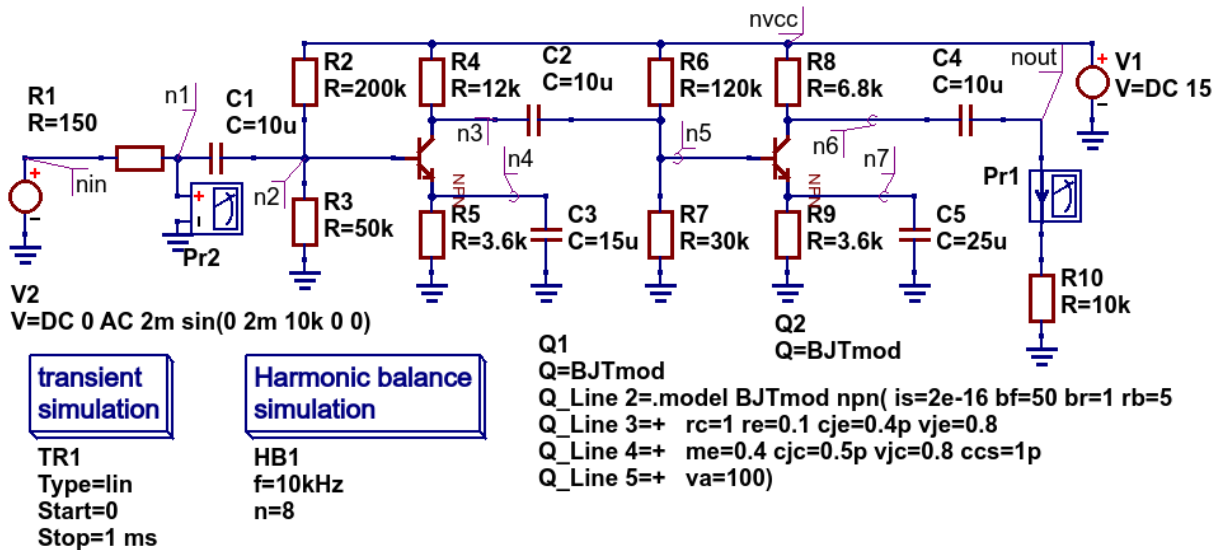 nvcc
R2
R=200k
R4
R=12k
C2
C=10u
R6
R=120k
R8
R=6.8k
C4
C=10u
nout
V1
V=DC 15
R1
R=150
n1
C1
C=10u
nin
n2
n3
n4
n5
n6
n7
NPN
NPN
Pr1
Pr2
R3
R=50k
R5
R=3.6k
C3
C=15u
R7
R=30k
R9
R=3.6k
C5
C=25u
R10
R=10k
V2
V=DC 0 AC 2m sin(0 2m 10k 0 0)
Q2
Q=BJTmod
Q1
Q=BJTmod
Q_Line 2=.model BJTmod npn( is=2e-16 bf=50 br=1 rb=5
Q_Line 3=+ rc=1 re=0.1 cje=0.4p vje=0.8
Q_Line 4=+ me=0.4 cjc=0.5p vjc=0.8 ccs=1p
Q_Line 5=+ va=100)
transient
simulation
TR1
Type=lin
Start=0
Stop=1 ms
Harmonic balance
simulation
HB1
f=10kHz
n=8